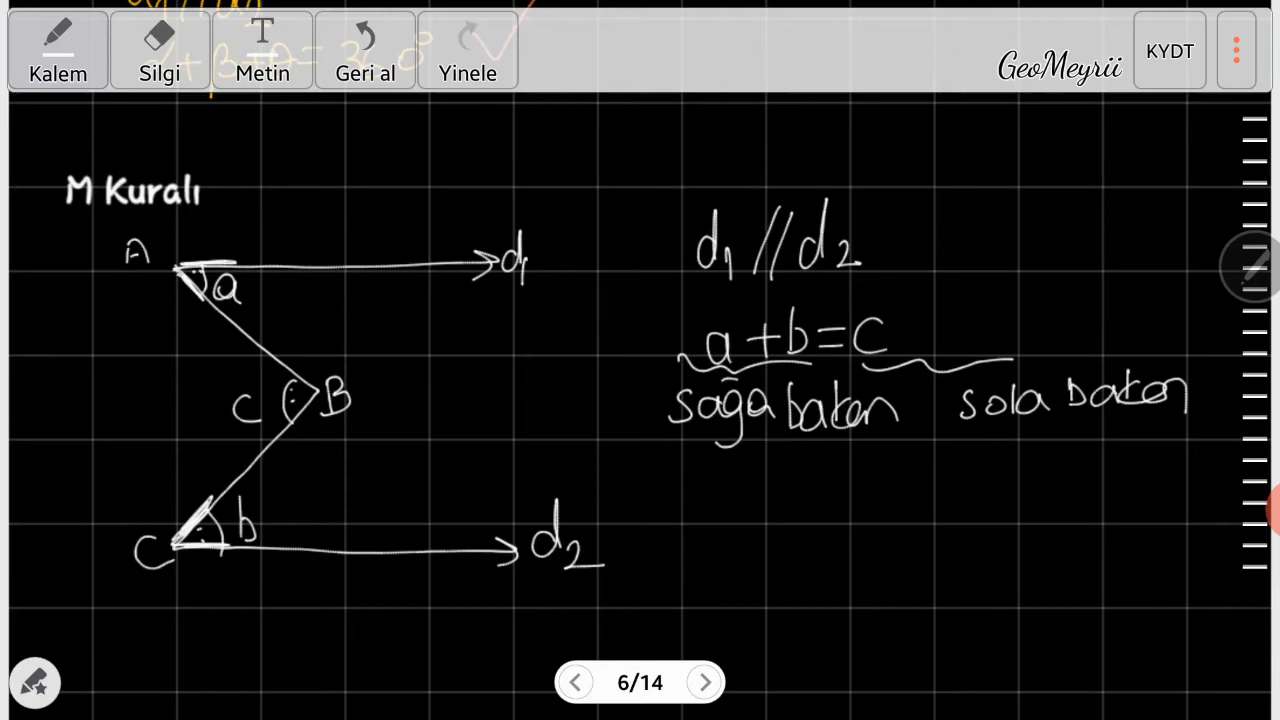 α + β + θ = 360°
Kalem Silgi Metin Geri al Yinele GeoMeyrii KYDT
M Kuralı
A
d1
a
d1 // d2
a + b = c
sağa bakan sola bakan
c B
b
C d2
6/14